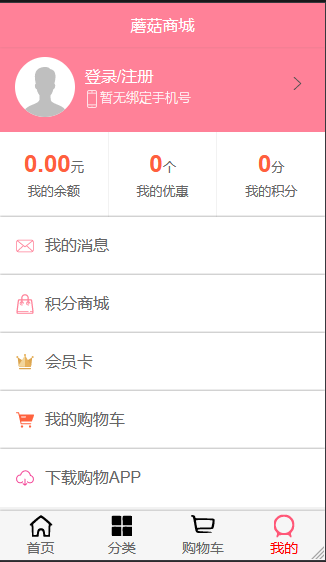 蘑菇商城
登录/注册
暂无绑定手机号
0.00元 0个 0分
我的余额 我的优惠 我的积分
我的消息
积分商城
会员卡
我的购物车
下载购物APP
首页 分类 购物车 我的